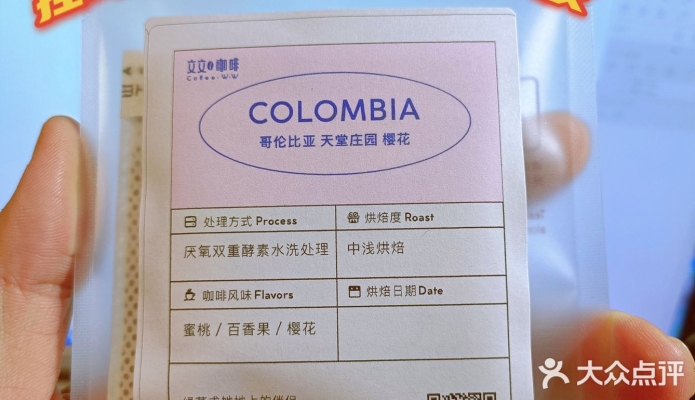 文文's咖啡
Coffee·W·W
COLOMBIA
哥伦比亚 天堂庄园 樱花
处理方式 Process
烘焙度 Roast
厌氧双重酵素水洗处理
中浅烘焙
咖啡风味 Flavors
烘焙日期 Date
蜜桃 / 百香果 / 樱花
大众点评